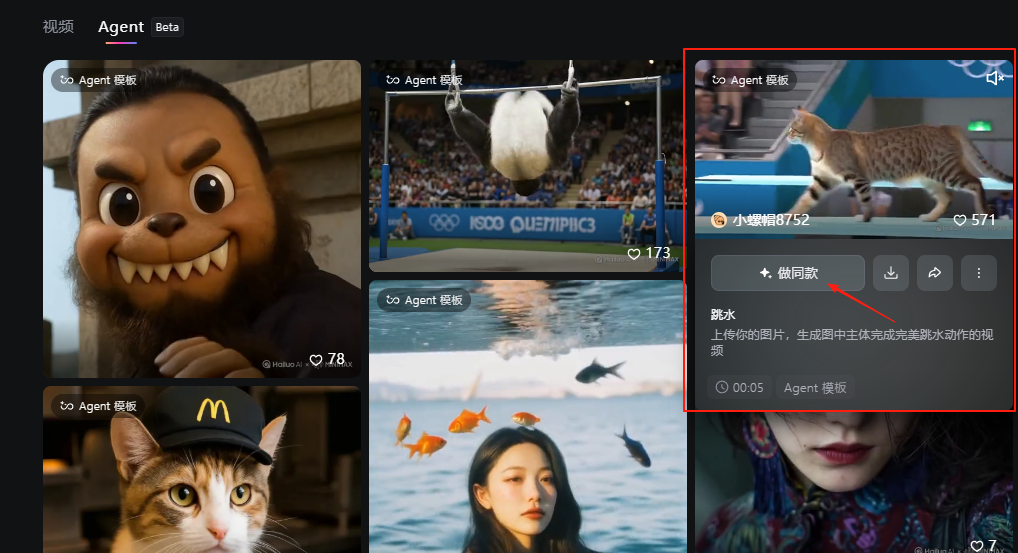 视频 Agent Beta
Agent 模板
Hailuo AI × MINIMAX
78
Agent 模板
Agent 模板
173
Agent 模板
Agent 模板
小螺帽8752
571
做同款
跳水
上传你的图片，生成图中主体完成完美跳水动作的视
频
00:05
Agent 模板
7